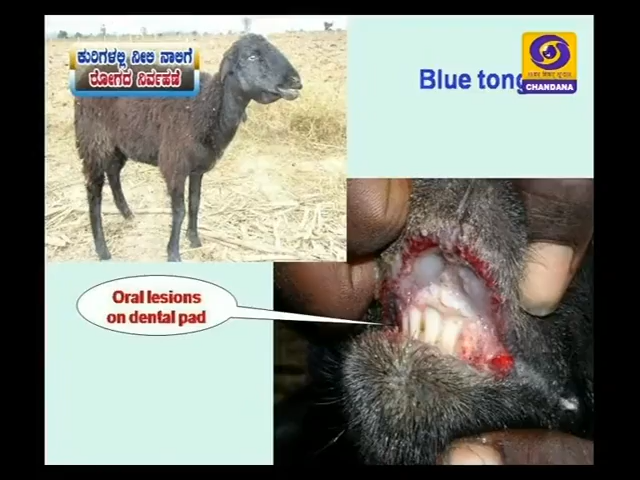 ಕುರಿಗಳಲ್ಲಿ ನೀಲಿ ನಾಲಿಗೆ
ರೋಗದ ನಿರ್ವಹಣೆ
Blue tong
CHANDANA
Oral lesions
on dental pad